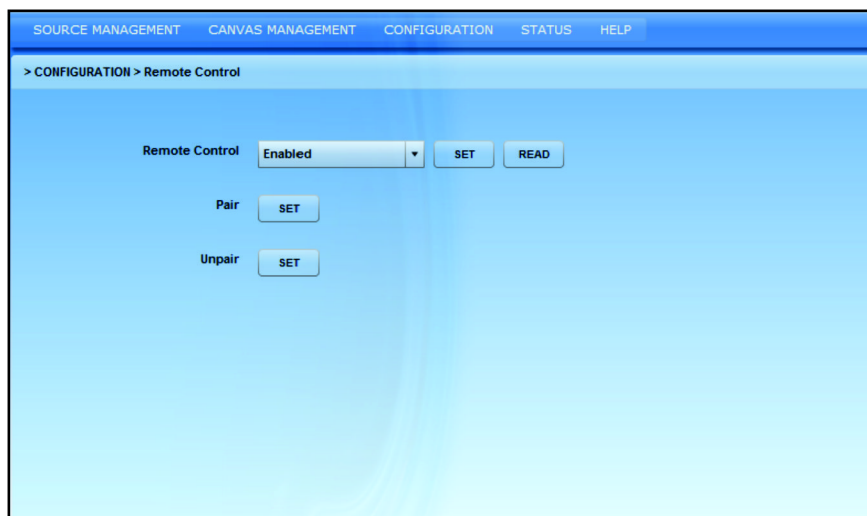 SOURCE MANAGEMENT CANVAS MANAGEMENT CONFIGURATION STATUS HELP
> CONFIGURATION > Remote Control
Remote Control Enabled SET READ
Pair SET
Unpair SET